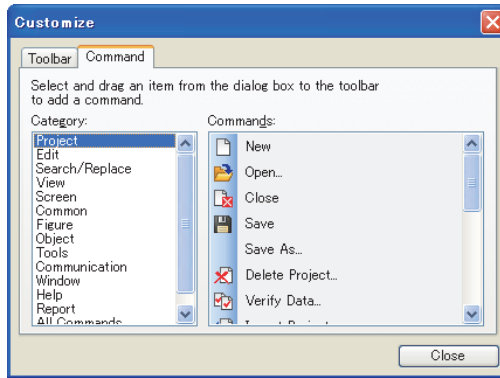 Customize
Toolbar
Command
Select and drag an item from the dialog box to the toolbar
to add a command.
Category:
Project
Edit
Search/Replace
View
Screen
Common
Figure
Object
Tools
Communication
Window
Help
Report
All Commands
Commands:
New
Open...
Close
Save
Save As...
Delete Project...
Verify Data...
Close